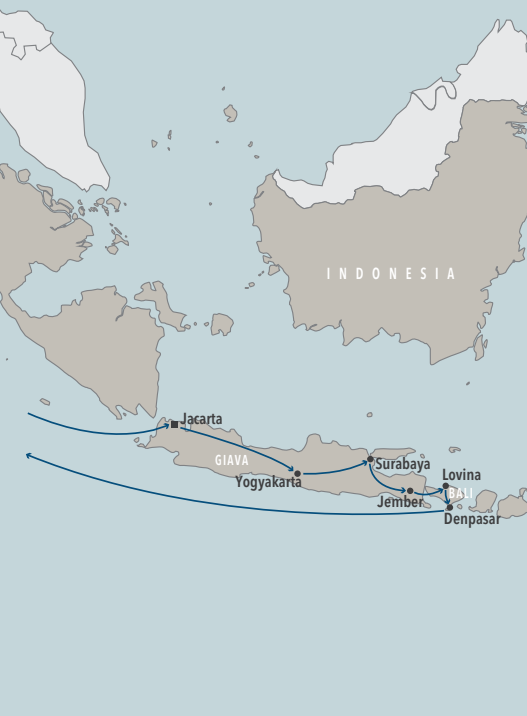 INDONESIA
Jacarta
GIAVA
Surabaya
Yogyakarta
Lovina
BALI
Jember
Denpasar